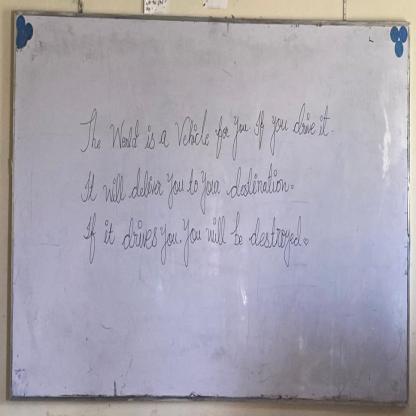 The World is a Vehicle for You If you drive it.
It will deliver You to Your destination.
If it drives You, You will be destroyed.